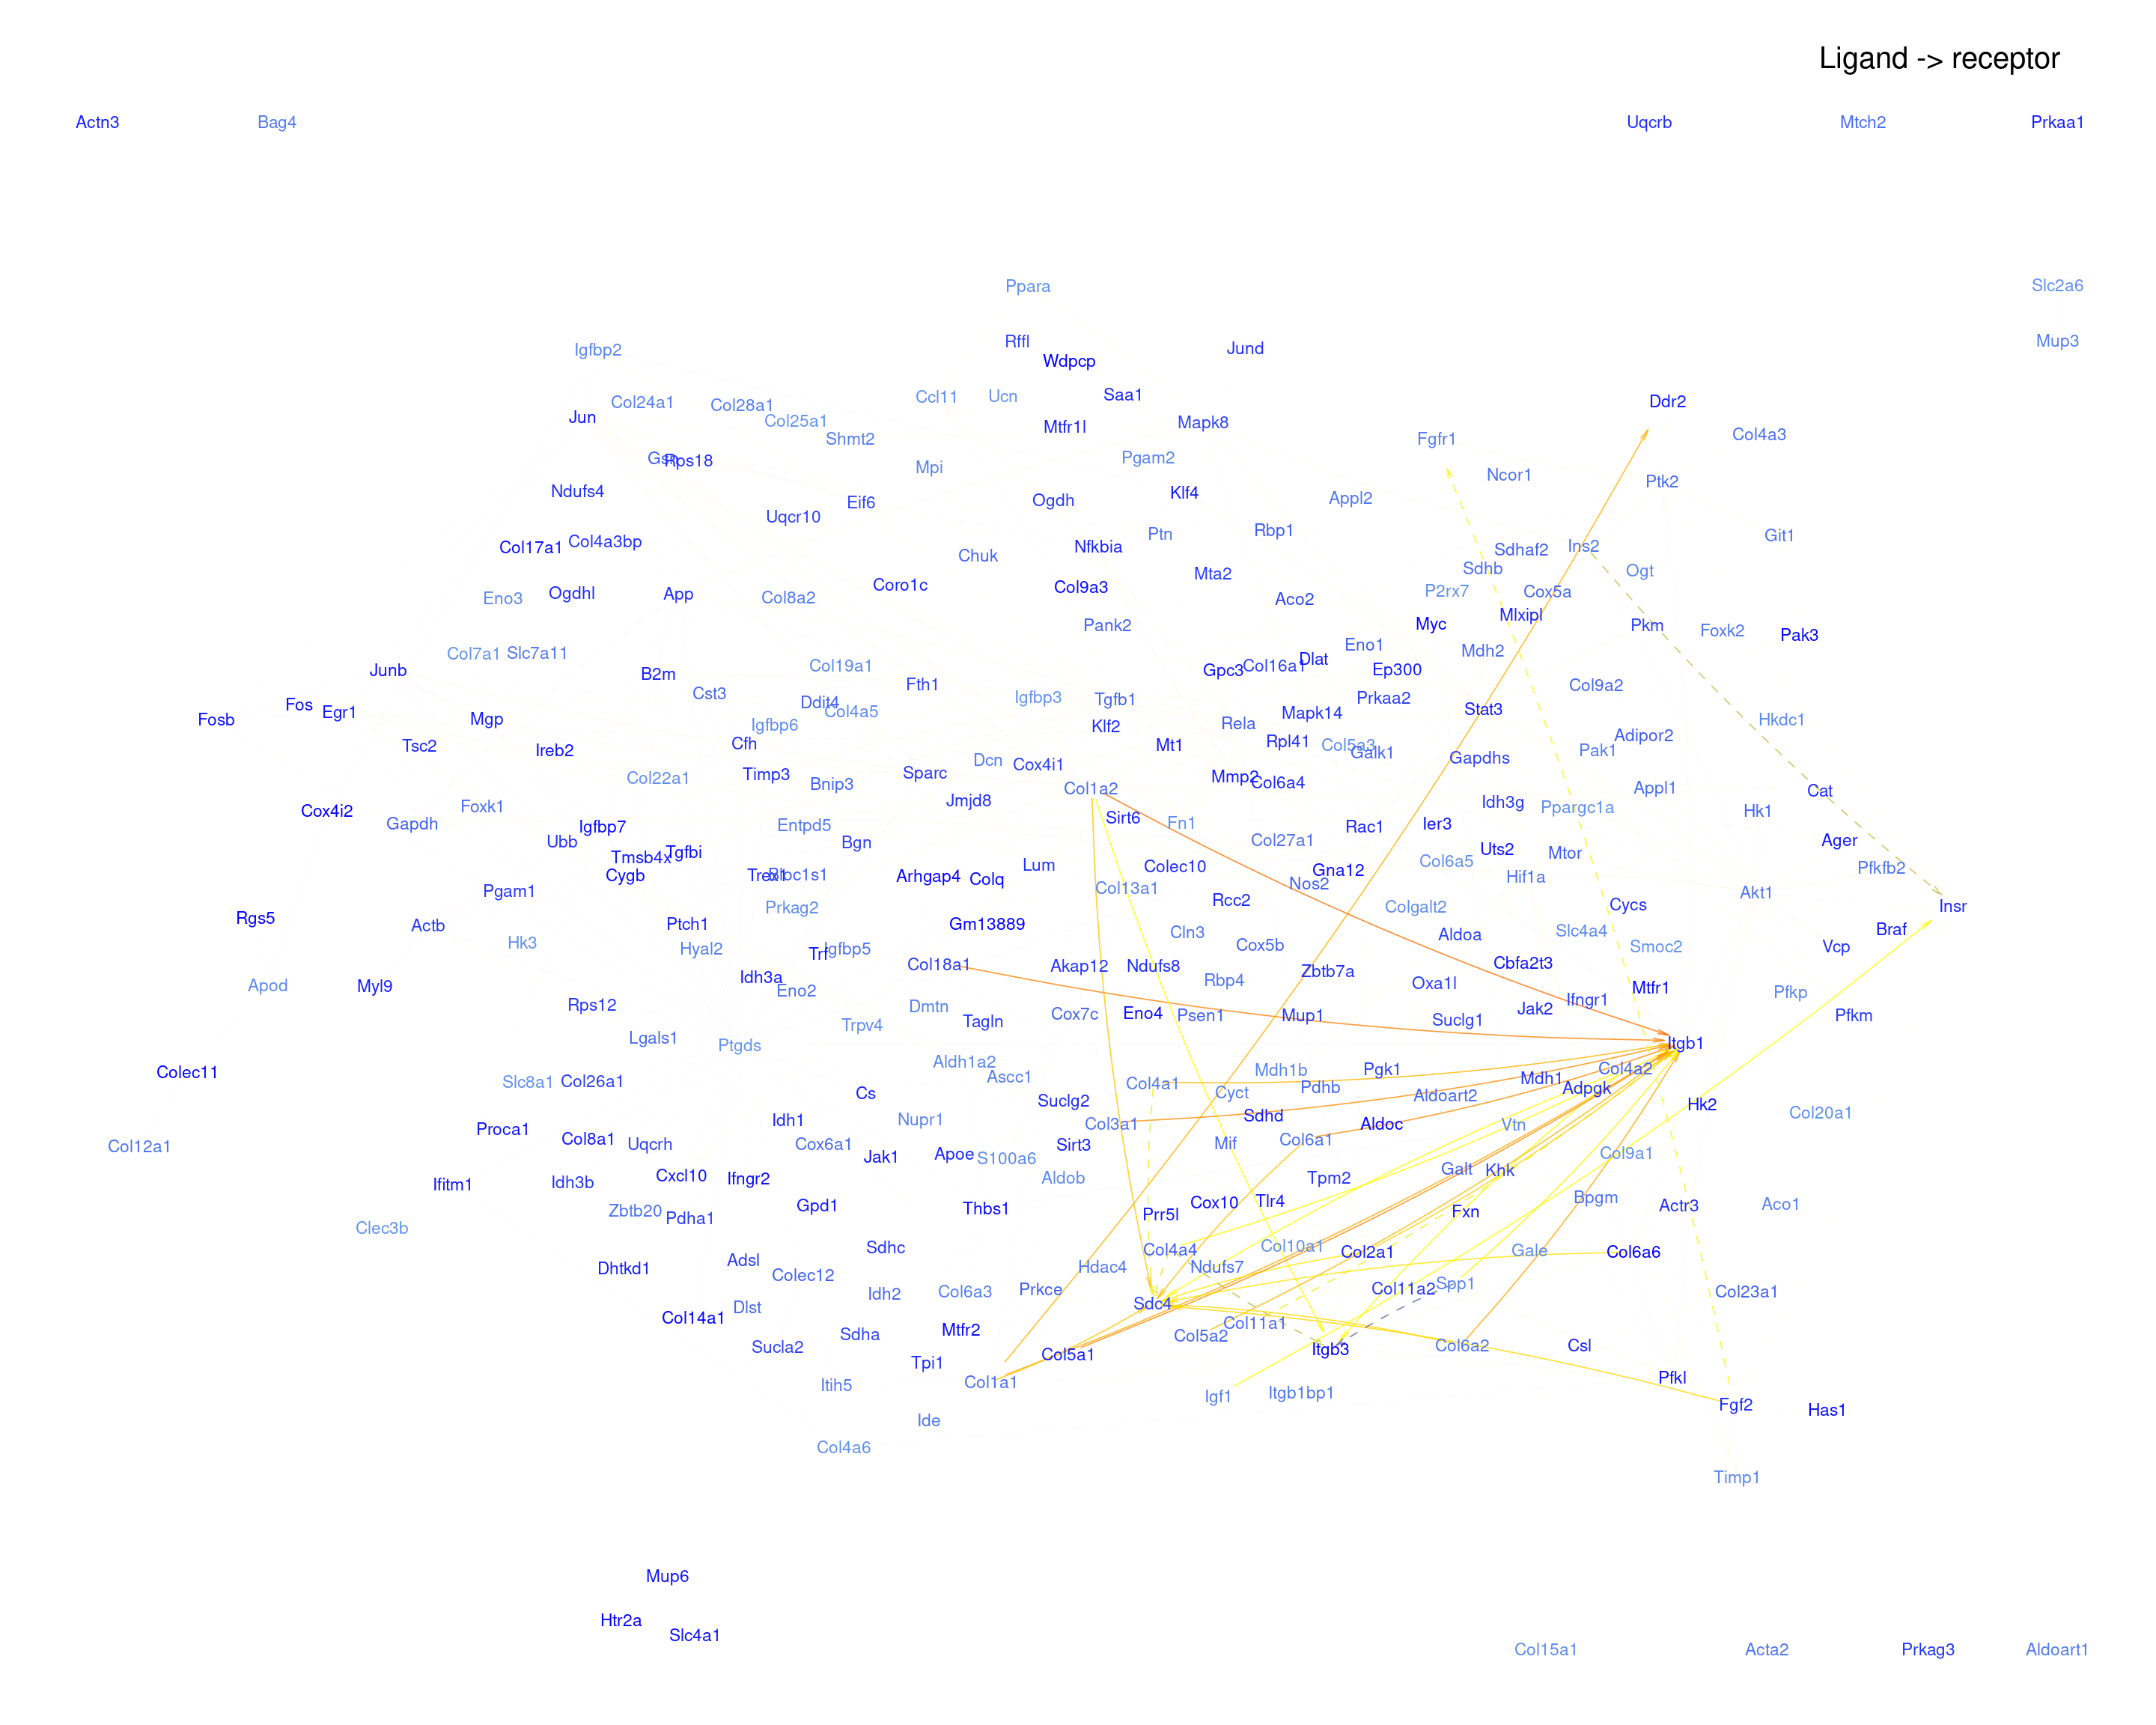 Ligand -> receptor
Actn3
Bag4
Uqcrb
Mtch2
Prkaa1
Ppara
Slc2a6
Rffl
Mup3
Igfbp2
Wdpcp
Jund
Saa1
Ccl11
Ucn
Col24a1
Col28a1
Ddr2
Jun
Col25a1
Mtfr1l
Mapk8
Shmt2
Fgfr1
Col4a3
Gsn
Rps18
Mpi
Pgam2
Ncor1
Ptk2
Ndufs4
Eif6
Ogdh
Klf4
Appl2
Uqcr10
Ptn
Rbp1
Git1
Col17a1
Col4a3bp
Chuk
Nfkbia
Sdhaf2
Ins2
Mta2
Sdhb
Ogt
Eno3
Ogdhl
App
Col8a2
Coro1c
Col9a3
Aco2
P2rx7
Cox5a
Pank2
Myc
Mlxipl
Pkm
Foxk2
Pak3
Col7a1
Slc7a11
Eno1
Mdh2
Junb
B2m
Col19a1
Gpc3
Col16a1
Dlat
Ep300
Cst3
Fth1
Igfbp3
Tgfb1
Prkaa2
Col9a2
Fosb
Fos
Egr1
Mgp
Igfbp6
Ddit4
Col4a5
Klf2
Rela
Mapk14
Stat3
Hkdc1
Tsc2
Ireb2
Cfh
Mt1
Rpl41
Col5a3
Galk1
Adipor2
Pak1
Gapdhs
Col22a1
Timp3
Bnip3
Sparc
Dcn
Cox4i1
Mmp2
Col6a4
Col1a2
Appl1
Cat
Cox4i2
Foxk1
Jmjd8
Idh3g
Ppargc1a
Hk1
Gapdh
Igfbp7
Entpd5
Sirt6
Fn1
Rac1
Ier3
Ubb
Bgn
Col27a1
Ager
Tmsb4x
Tgfbi
Lum
Colec10
Uts2
Mtor
Col6a5
Pfkfb2
Cygb
Trex1
Arhgap4
Colq
Col13a1
Gna12
Nos2
Hif1a
Pgam1
Akt1
Prkag2
Rcc2
Colgalt2
Cycs
Insr
Rgs5
Actb
Ptch1
Gm13889
Cln3
Aldoa
Slc4a4
Braf
Hk3
Hyal2
Trf
Igfbp5
Cox5b
Smoc2
Vcp
Apod
Myl9
Idh3a
Col18a1
Akap12
Ndufs8
Zbtb7a
Cbfa2t3
Rbp4
Oxa1l
Mtfr1
Pfkp
Eno2
Rps12
Dmtn
Cox7c
Eno4
Psen1
Mup1
Suclg1
Jak2
Ifngr1
Pfkm
Lgals1
Ptgds
Trpv4
Tagln
Itgb1
Colec11
Slc8a1
Col26a1
Aldh1a2
Ascc1
Col4a1
Mdh1b
Pgk1
Col4a2
Mdh1
Adpgk
Cs
Suclg2
Cyct
Pdhb
Aldoart2
Hk2
Col20a1
Idh1
Nupr1
Col3a1
Sdhd
Aldoc
Vtn
Proca1
Col12a1
Col8a1
Uqcrh
Cox6a1
Jak1
Apoe
S100a6
Sirt3
Mif
Col6a1
Col9a1
Ifitm1
Idh3b
Cxcl10
Ifngr2
Aldob
Tpm2
Galt
Khk
Clec3b
Zbtb20
Pdha1
Gpd1
Thbs1
Prr5l
Cox10
Tlr4
Fxn
Bpgm
Actr3
Aco1
Dhtkd1
Adsl
Sdhc
Col4a4
Col10a1
Col2a1
Gale
Col6a6
Colec12
Hdac4
Ndufs7
Col14a1
Dlst
Idh2
Col6a3
Prkce
Sdc4
Col11a2
Spp1
Col23a1
Sucla2
Sdha
Mtfr2
Col5a2
Col11a1
Itgb3
Col6a2
Csl
Tpi1
Col5a1
Itih5
Col1a1
Igf1
Itgb1bp1
Pfkl
Fgf2
Has1
Ide
Col4a6
Timp1
Mup6
Htr2a
Slc4a1
Col15a1
Acta2
Prkag3
Aldoart1